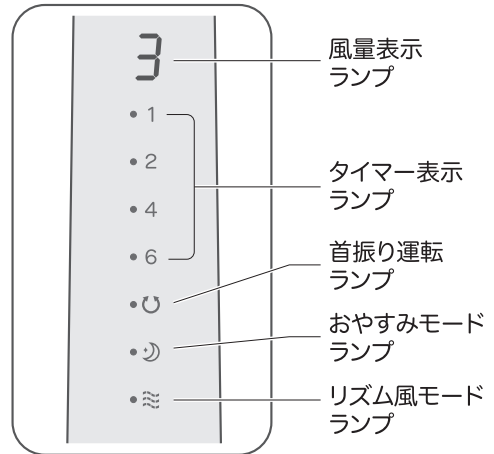 3
風量表示
ランプ
1
2
4
6
タイマー表示
ランプ
首振り運転
ランプ
おやすみモード
ランプ
リズム風モード
ランプ